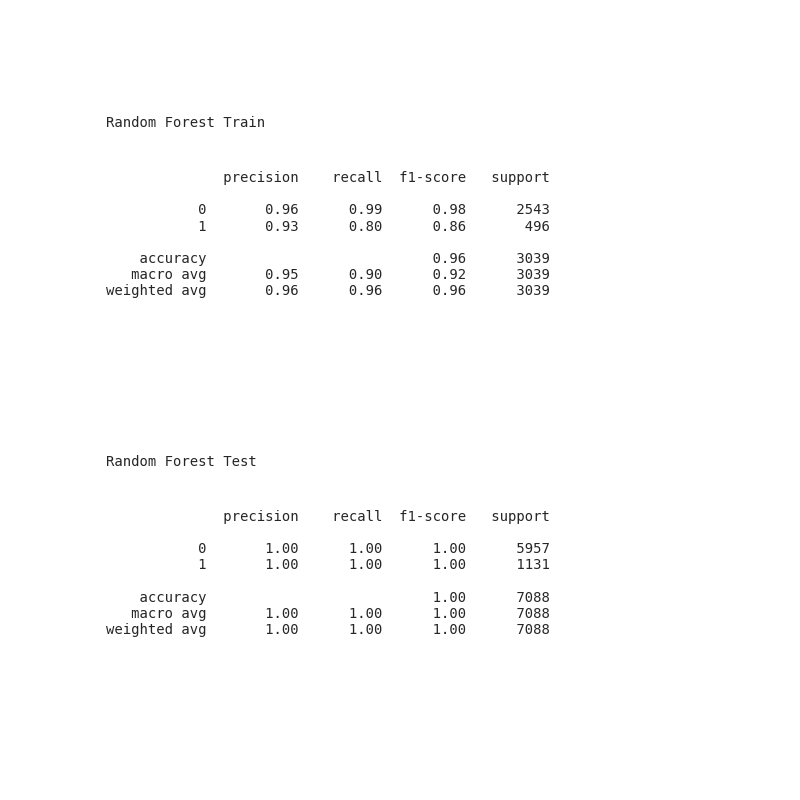 Random Forest Train
precision recall f1-score support
0 0.96 0.99 0.98 2543
1 0.93 0.80 0.86 496
accuracy 0.96 3039
macro avg 0.95 0.90 0.92 3039
weighted avg 0.96 0.96 0.96 3039
Random Forest Test
precision recall f1-score support
0 1.00 1.00 1.00 5957
1 1.00 1.00 1.00 1131
accuracy 1.00 7088
macro avg 1.00 1.00 1.00 7088
weighted avg 1.00 1.00 1.00 7088